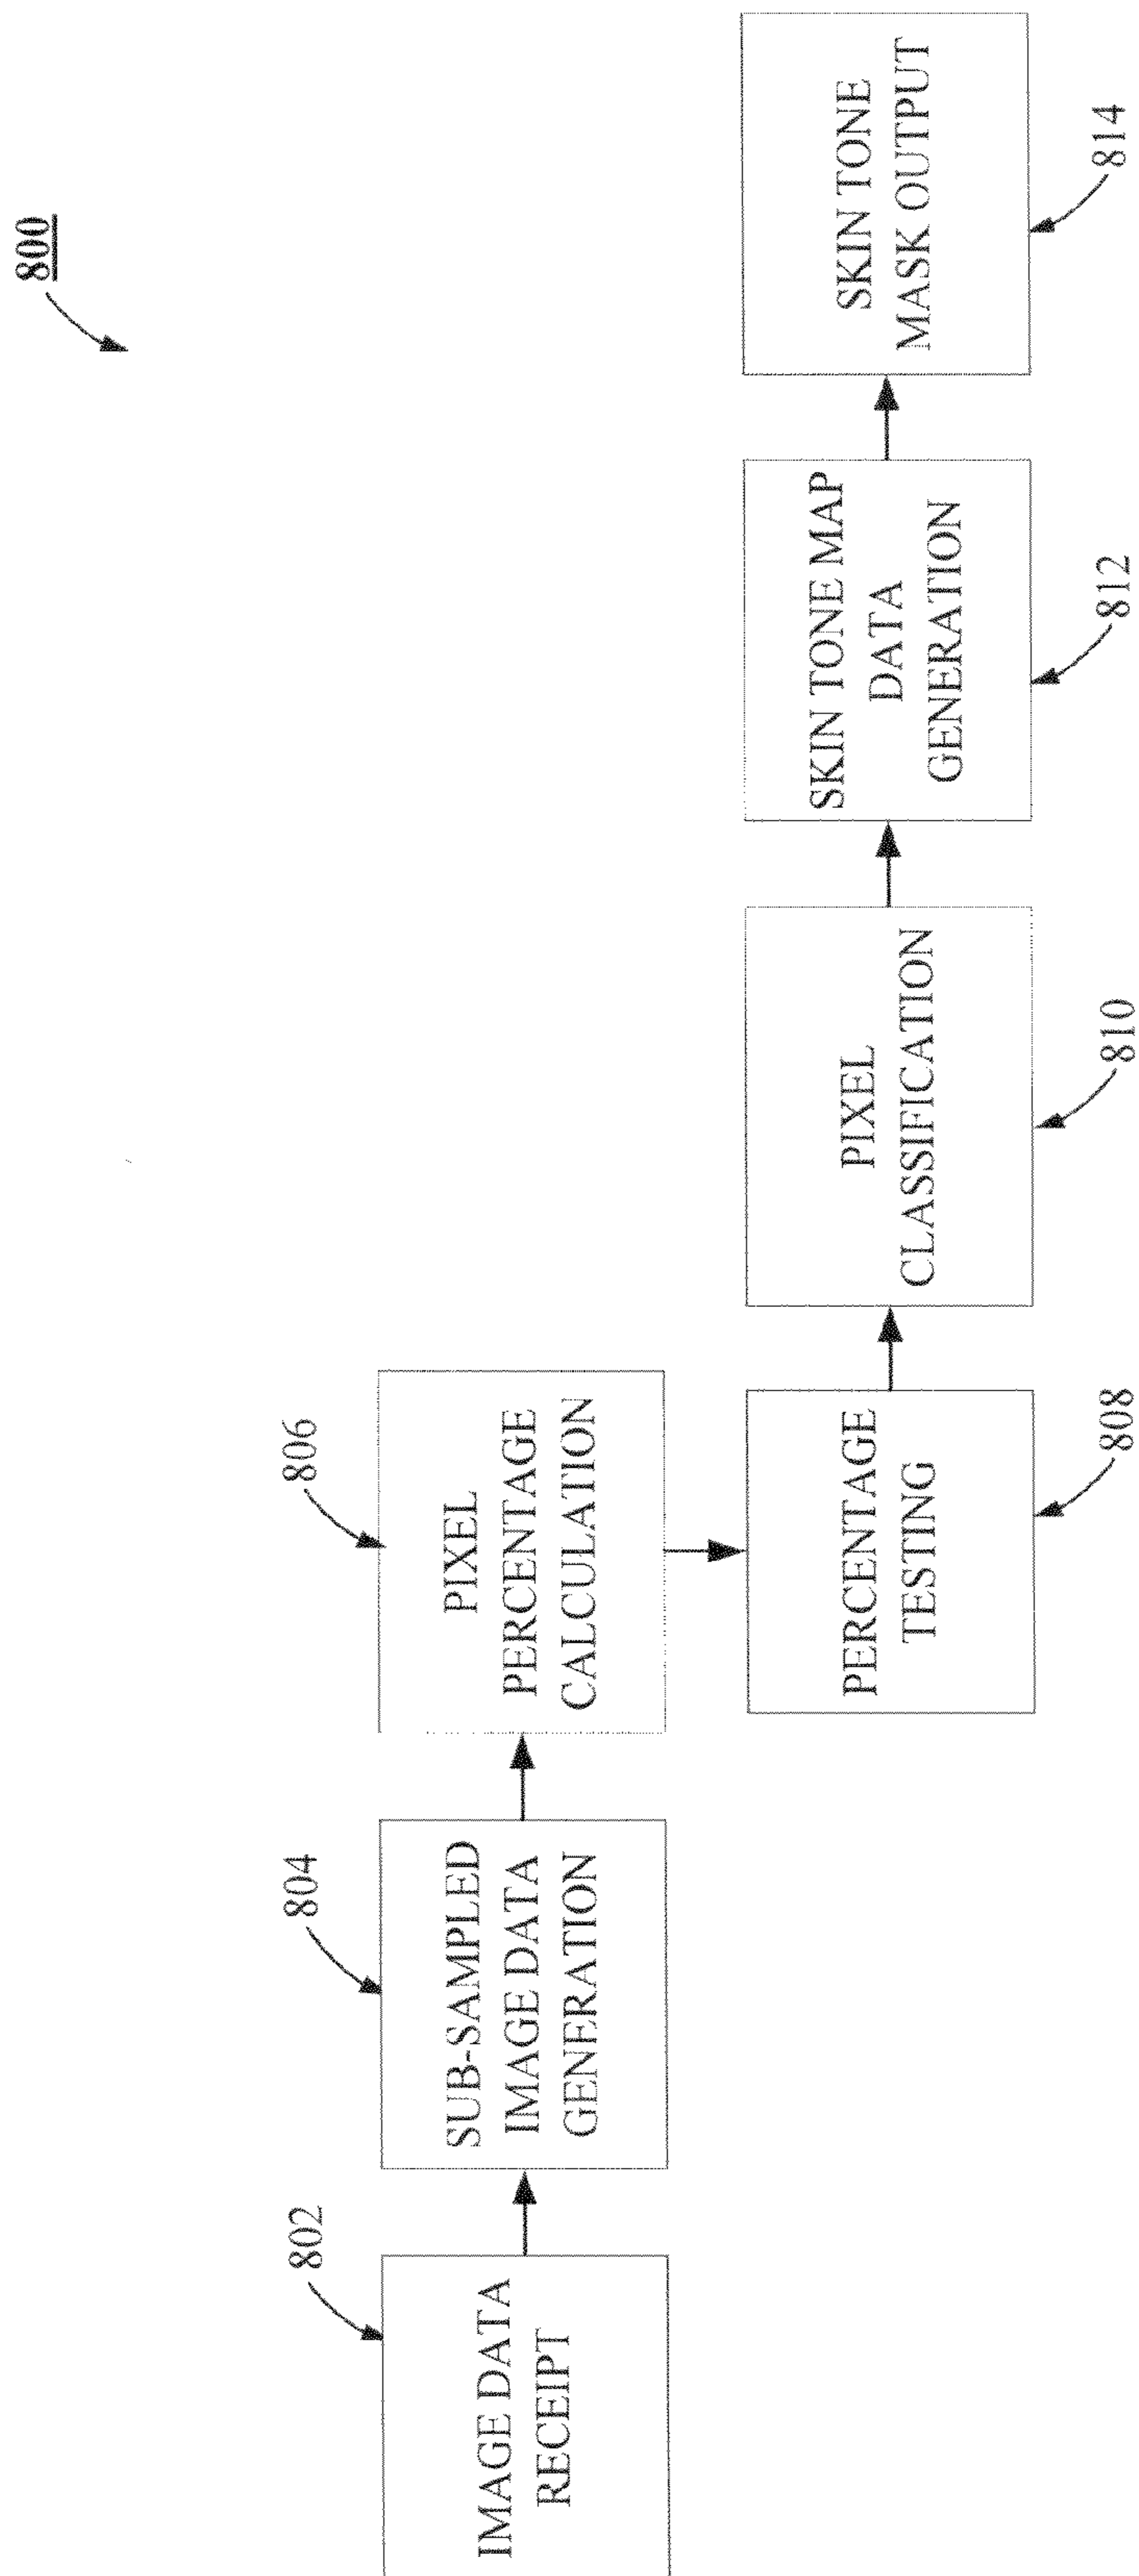 800
802
IMAGE DATA
RECEIPT
804
SUB-SAMPLED
IMAGE DATA
GENERATION
806
PIXEL
PERCENTAGE
CALCULATION
PERCENTAGE
TESTING
808
PIXEL
CLASSIFICATION
810
SKIN TONE MAP
DATA
GENERATION
812
SKIN TONE
MASK OUTPUT
814